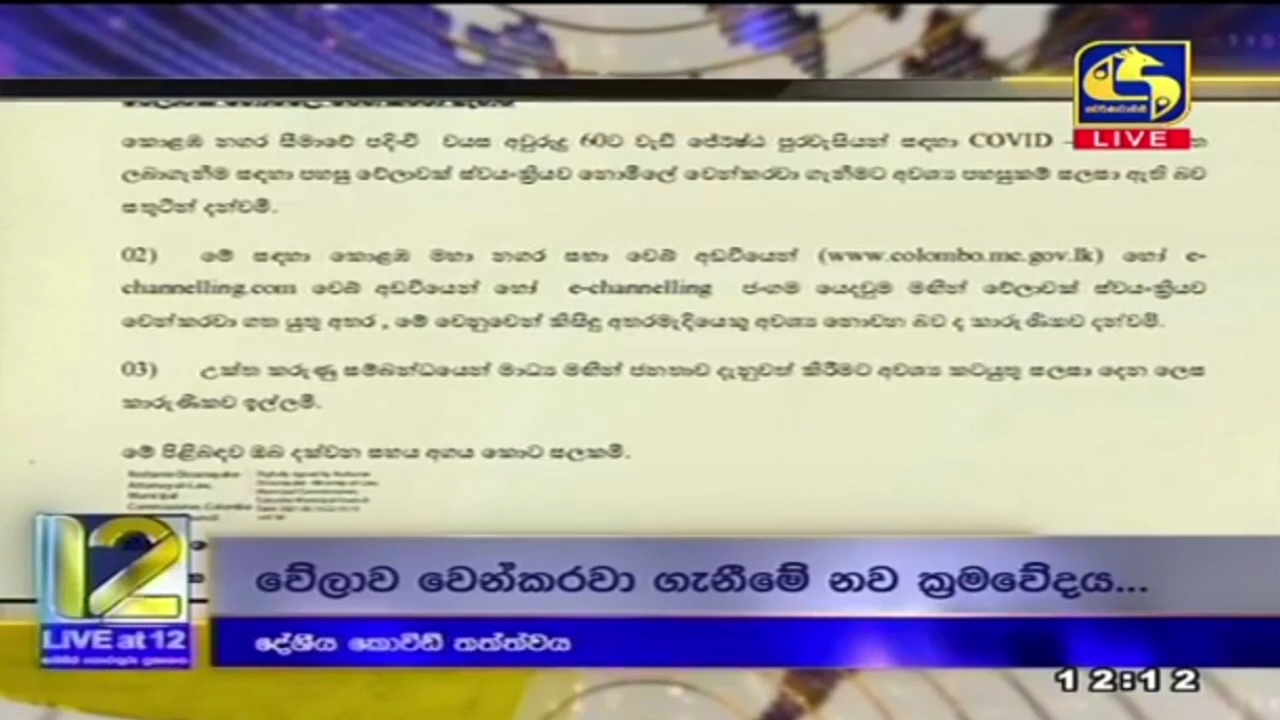 LIVE
කොළඹ නගර සීමාවේ පදිංචි වයස අවුරුදු 60ට වැඩි ජ්‍යෙෂ්ඨ පුරවැසියන් සඳහා COVID -
ලබාගැනීම සඳහා පහසු වේලාවක් ස්වයංක්‍රියව නොමිලේ වෙන්කරවා ගැනීමට අවශ්‍ය පහසුකම් සලසා ඇති බව
සතුටින් දන්වමි.
02) මේ සඳහා කොළඹ මහා නගර සභා වෙබ් අඩවියෙන් (www.colombo.mc.gov.lk) හෝ e-
channelling.com වෙබ් අඩවියෙන් හෝ e-channelling ජංගම යෙදවුම මඟින් වේලාවක් ස්වයංක්‍රියව
වෙන්කරවා ගත යුතු අතර , මේ වෙනුවෙන් කිසිදු අතරමැදියෙකු අවශ්‍ය නොවන බව ද කාරුණිකව දන්වමි.
03) උක්ත කරුණු සම්බන්ධයෙන් මාධ්‍ය මඟින් ජනතාව දැනුවත් කිරීමට අවශ්‍ය කටයුතු සලසා දෙන ලෙස
කාරුණිකව ඉල්ලමි.
මේ පිළිබඳව ඔබ දක්වන සහය අගය කොට සලකමි.
12
LIVE at 12
වේලාව වෙන්කරවා ගැනීමේ නව ක්‍රමවේදය...
දේශීය කොවිඩ් තත්ත්වය
12:12